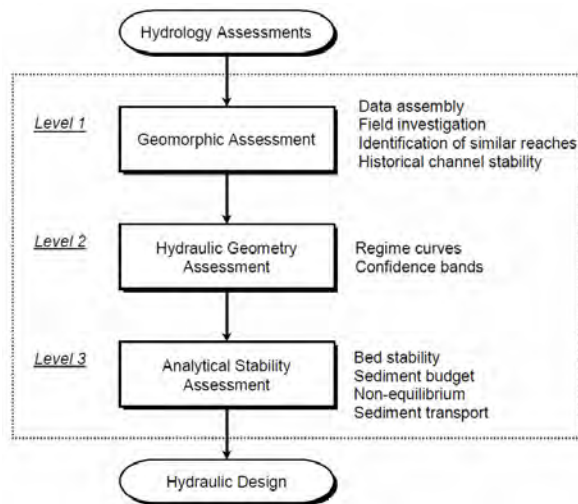 Hydrology Assessments
Level 1
Geomorphic Assessment
Data assembly
Field investigation
Identification of similar reaches
Historical channel stability
Level 2
Hydraulic Geometry
Assessment
Regime curves
Confidence bands
Level 3
Analytical Stability
Assessment
Bed stability
Sediment budget
Non-equilibrium
Sediment transport
Hydraulic Design